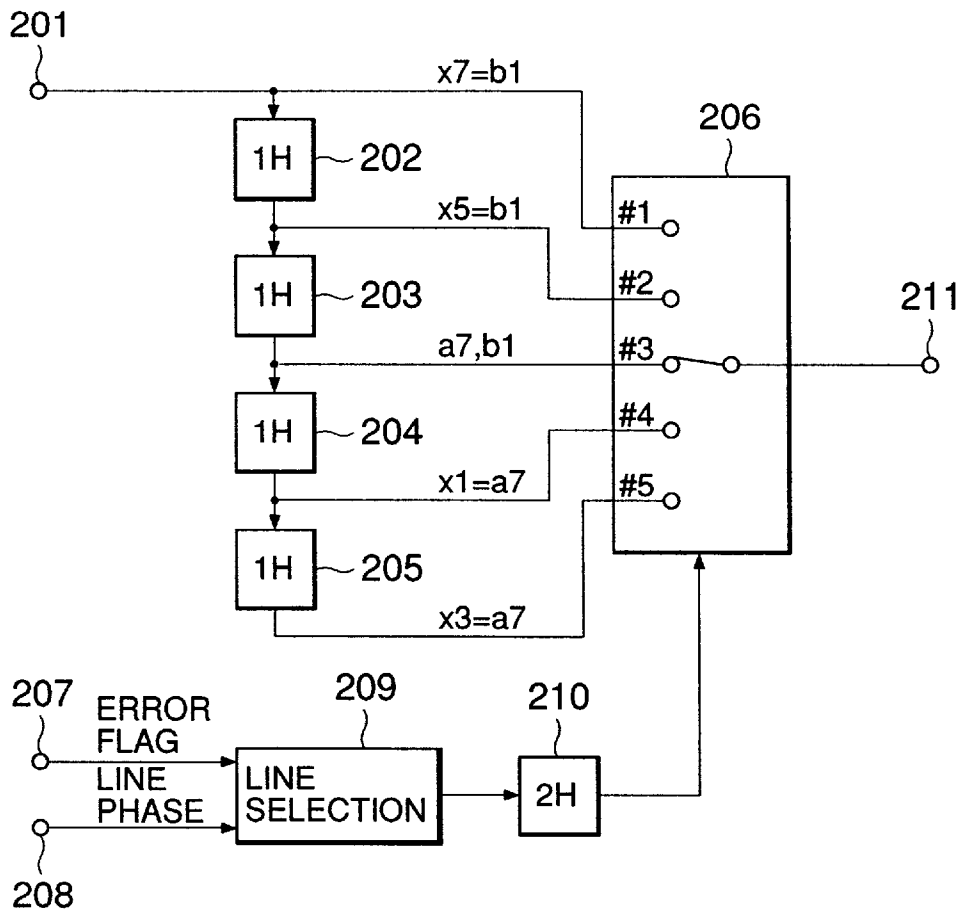 201
x7=b1
206
1H
202
x5=b1
#1
1H
203
#2
211
a7,b1
#3
1H
204
#4
x1=a7
#5
1H
205
x3=a7
207
ERROR
FLAG
209
210
LINE
PHASE
LINE
SELECTION
2H
208